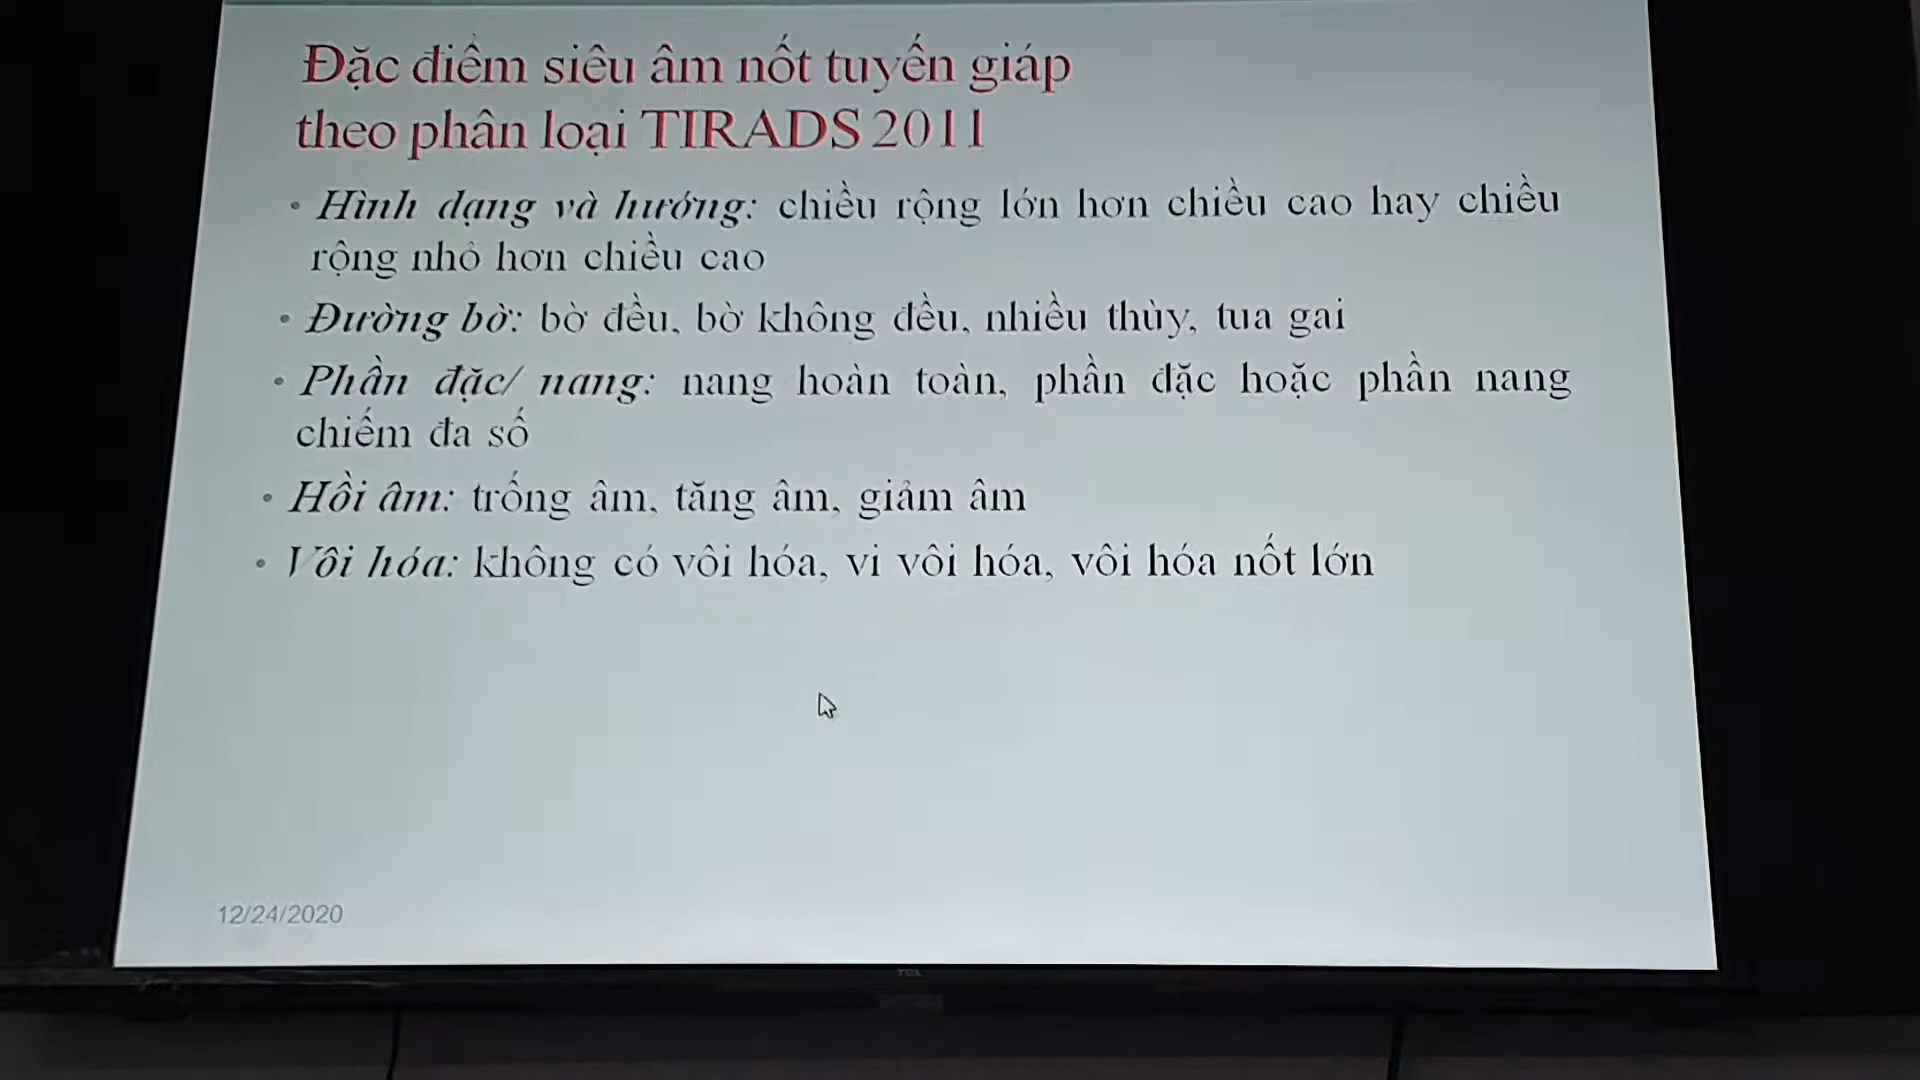 Đặc điểm siêu âm nốt tuyến giáp
theo phân loại TIRADS 2011
• Hình dạng và hướng: chiều rộng lớn hơn chiều cao hay chiều
rộng nhỏ hơn chiều cao
• Đường bờ: bờ đều, bờ không đều, nhiều thùy, tua gai
• Phần đặc/ nang: nang hoàn toàn, phần đặc hoặc phần nang
chiếm đa số
• Hồi âm: trống âm, tăng âm, giảm âm
• Vôi hóa: không có vôi hóa, vi vôi hóa, vôi hóa nốt lớn
12/24/2020
TCL